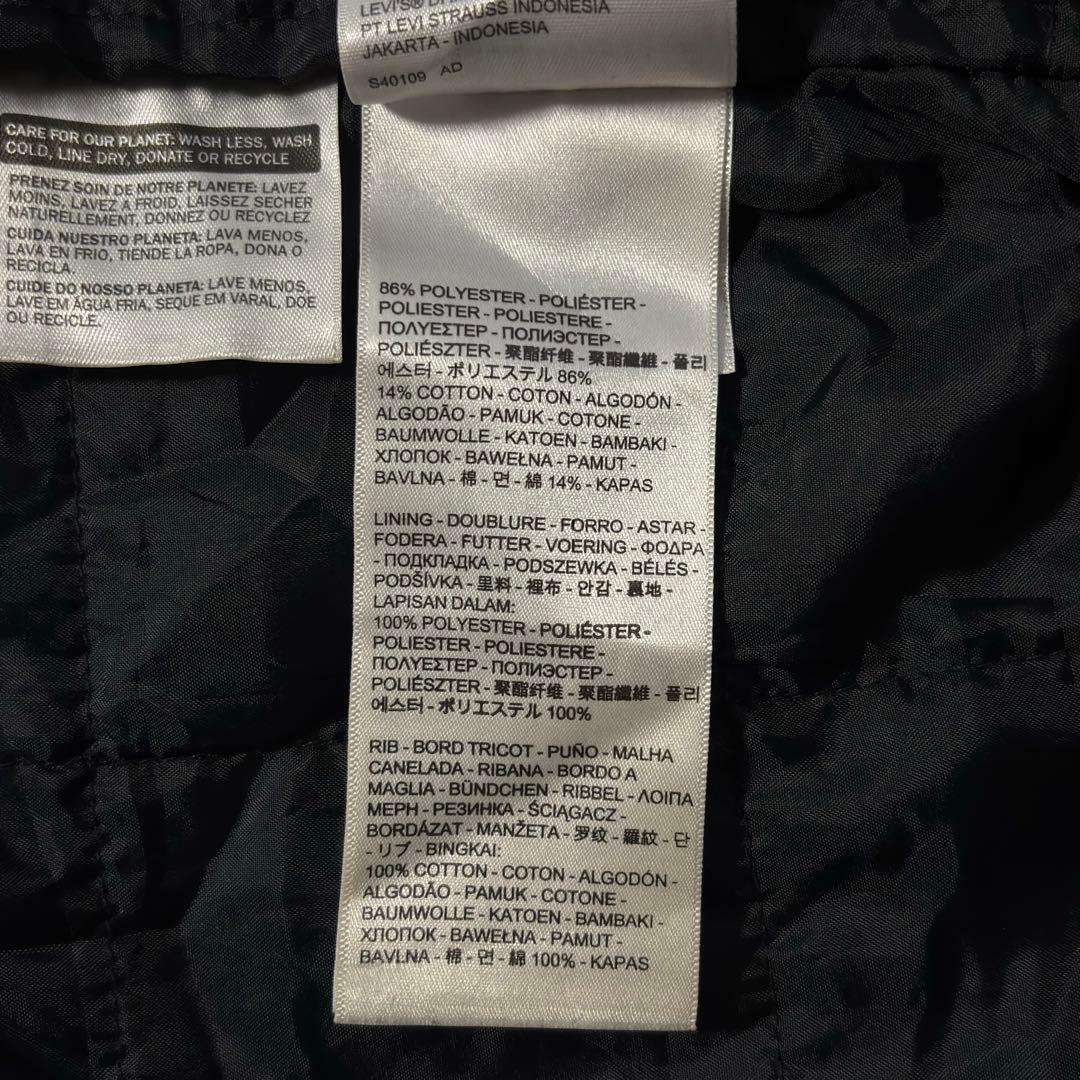 LEVI'S®
PT LEVI STRAUSS INDONESIA
JAKARTA - INDONESIA
S40109 AD
CARE FOR OUR PLANET: WASH LESS, WASH
COLD, LINE DRY, DONATE OR RECYCLE
PRENEZ SOIN DE NOTRE PLANETE: LAVEZ
MOINS, LAVEZ A FROID, LAISSEZ SECHER
NATURELLEMENT, DONNEZ OU RECYCLEZ
CUIDA NUESTRO PLANETA: LAVA MENOS,
LAVA EN FRIO, TIENDE LA ROPA, DONA O
RECICLA.
CUIDE DO NOSSO PLANETA: LAVE MENOS,
LAVE EM ÁGUA FRIA, SEQUE EM VARAL, DOE
OU RECICLE.
86% POLYESTER - POLIÉSTER -
POLIESTER - POLIESTERE -
ΠΟΛΥΕΣΤΕΡ - ПОЛИЭСТЕР -
POLIÉSZTER - 聚酯纤维 - 聚酯纖維 - 폴리
에스터 - ポリエステル 86%
14% COTTON - COTON - ALGODÓN -
ALGODÃO - PAMUK - COTONE -
BAUMWOLLE - KATOEN - BAMBAKI -
ХЛОПОК - BAWEŁNA - PAMUT -
BAVLNA - 棉 - 면 - 綿 14% - KAPAS
LINING - DOUBLURE - FORRO - ASTAR -
FODERA - FUTTER - VOERING - ΦΟΔΡΑ
- ПОДКЛАДКА - PODSZEWKA - BÉLÉS -
PODŠÍVKA - 里料 - 裡布 - 안감 - 裏地 -
LAPISAN DALAM:
100% POLYESTER - POLIÉSTER -
POLIESTER - POLIESTERE -
ΠΟΛΥΕΣΤΕΡ - ПОЛИЭСТЕР -
POLIÉSZTER - 聚酯纤维 - 聚酯纖維 - 폴리
에스터 - ポリエステル 100%
RIB - BORD TRICOT - PUÑO - MALHA
CANELADA - RIBANA - BORDO A
MAGLIA - BÜNDCHEN - RIBBEL - ΛΟΙΠΑ
ΜΕΡΗ - РЕЗИНКА - ŚCIĄGACZ -
BORDÁZAT - MANŽETA - 罗纹 - 羅紋 - 단
- リブ - BINGKAI:
100% COTTON - COTON - ALGODÓN -
ALGODÃO - PAMUK - COTONE -
BAUMWOLLE - KATOEN - BAMBAKI -
ХЛОПОК - BAWEŁNA - PAMUT -
BAVLNA - 棉 - 면 - 綿 100% - KAPAS